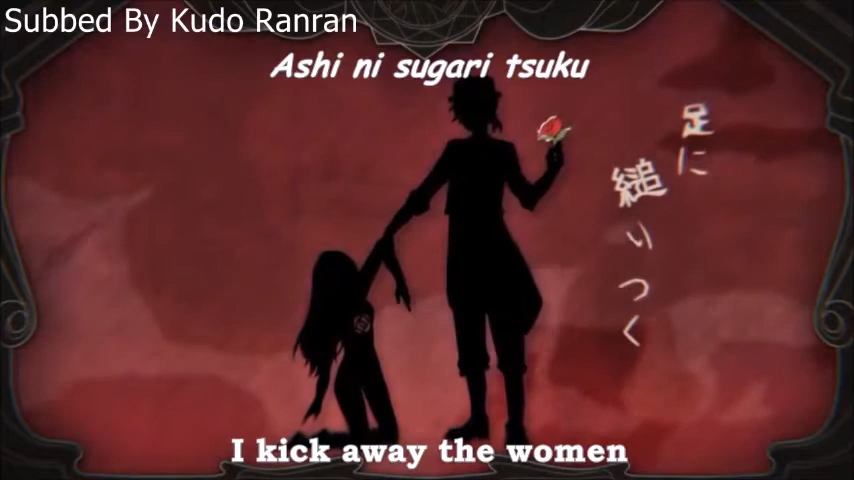 Subbed By Kudo Ranran
Ashi ni sugari tsuku
足に
縋りつく
I kick away the women